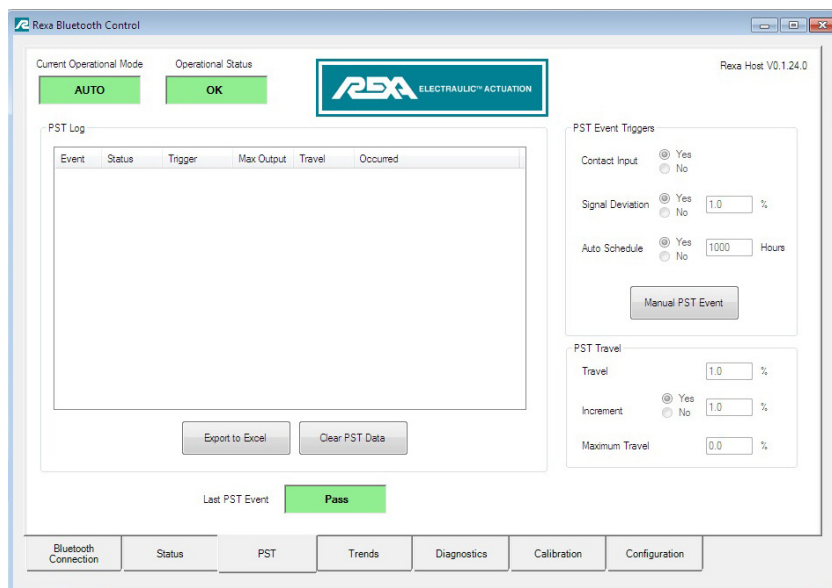 Rexa Bluetooth Control
Current Operational Mode Operational Status
AUTO OK
REXA ELECTRAULIC™ ACTUATION
Rexa Host V0.1.24.0
PST Log
Event Status Trigger Max Output Travel Occurred
Export to Excel Clear PST Data
Last PST Event Pass
PST Event Triggers
Contact Input Yes
No
Signal Deviation Yes 1.0 %
No
Auto Schedule Yes 1000 Hours
No
Manual PST Event
PST Travel
Travel 1.0 %
Increment Yes 1.0 %
No
Maximum Travel 0.0 %
Bluetooth
Connection Status PST Trends Diagnostics Calibration Configuration